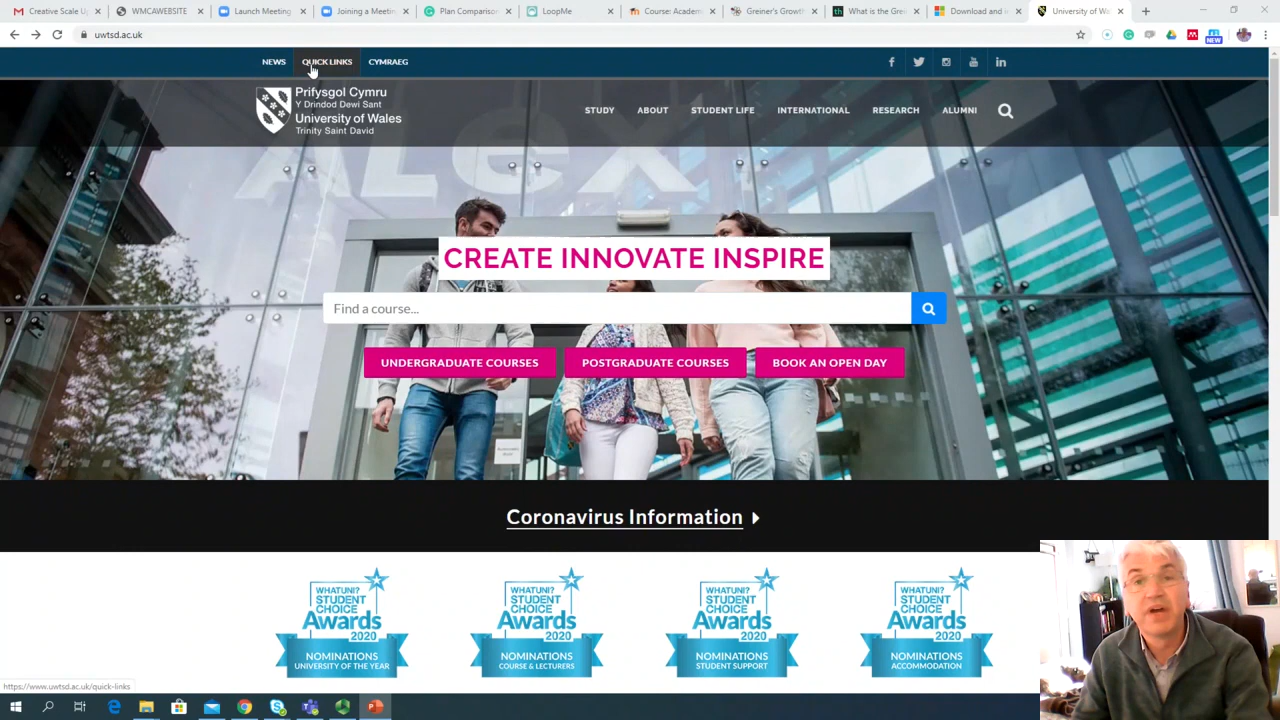 Creative Scale U
WMCAWEBSITE
Launch Meeting
Joining a Meetin
Plan Comparison
LoopMe
Course: Academ
Greiner's Growth
What is the Grei
Download and i
University of Wa
uwtsd.ac.uk
NEW
NEWS
QUICK LINKS
CYMRAEG
Prifysgol Cymru
Y Drindod Dewi Sant
University of Wales
Trinity Saint David
STUDY
ABOUT
STUDENT LIFE
INTERNATIONAL
RESEARCH
ALUMNI
ALEX
CREATE INNOVATE INSPIRE
Find a course...
UNDERGRADUATE COURSES
POSTGRADUATE COURSES
BOOK AN OPEN DAY
Coronavirus Information
WHATUNI?
STUDENT
CHOICE
Awards
2020
NOMINATIONS
UNIVERSITY OF THE YEAR
WHATUNI?
STUDENT
CHOICE
Awards
2020
NOMINATIONS
COURSE & LECTURERS
WHATUNI?
STUDENT
CHOICE
Awards
2020
NOMINATIONS
STUDENT SUPPORT
WHATUNI?
STUDENT
CHOICE
Awards
2020
NOMINATIONS
ACCOMMODATION
https://www.uwtsd.ac.uk/quick-links